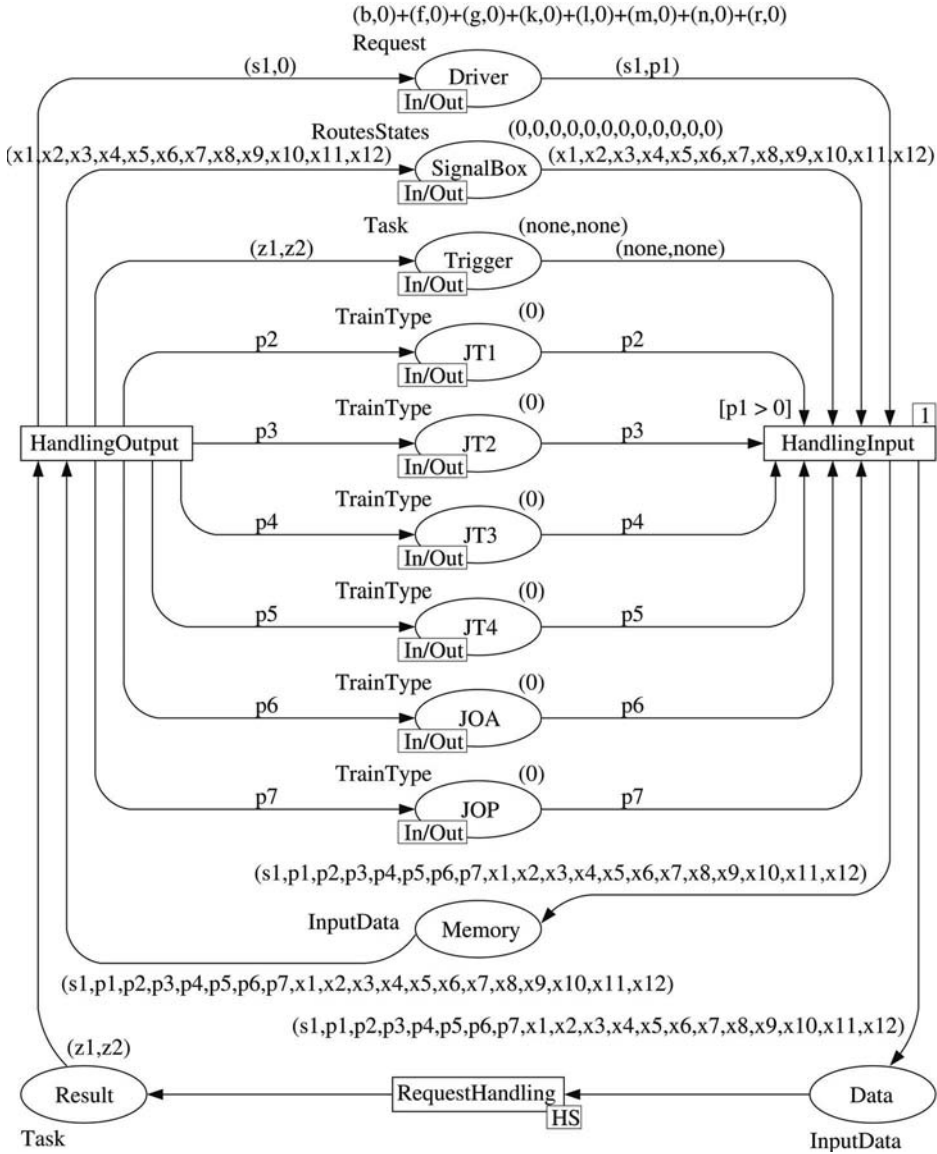 (b,0)+(f,0)+(g,0)+(k,0)+(l,0)+(m,0)+(n,0)+(r,0)
Request
(s1,0)
Driver
(s1,p1)
In/Out
RoutesStates
(0,0,0,0,0,0,0,0,0,0,0,0)
(x1,x2,x3,x4,x5,x6,x7,x8,x9,x10,x11,x12)
SignalBox
(x1,x2,x3,x4,x5,x6,x7,x8,x9,x10,x11,x12)
In/Out
Task
(none,none)
(z1,z2)
Trigger
(none,none)
In/Out
TrainType
(0)
p2
JT1
p2
In/Out
TrainType
(0)
[p1 > 0]
1
HandlingOutput
p3
JT2
p3
HandlingInput
In/Out
TrainType
(0)
p4
JT3
p4
In/Out
TrainType
(0)
p5
JT4
p5
In/Out
TrainType
(0)
p6
JOA
p6
In/Out
TrainType
(0)
p7
JOP
p7
In/Out
(s1,p1,p2,p3,p4,p5,p6,p7,x1,x2,x3,x4,x5,x6,x7,x8,x9,x10,x11,x12)
InputData
Memory
(s1,p1,p2,p3,p4,p5,p6,p7,x1,x2,x3,x4,x5,x6,x7,x8,x9,x10,x11,x12)
(s1,p1,p2,p3,p4,p5,p6,p7,x1,x2,x3,x4,x5,x6,x7,x8,x9,x10,x11,x12)
(z1,z2)
Result
RequestHandling
Data
HS
Task
InputData